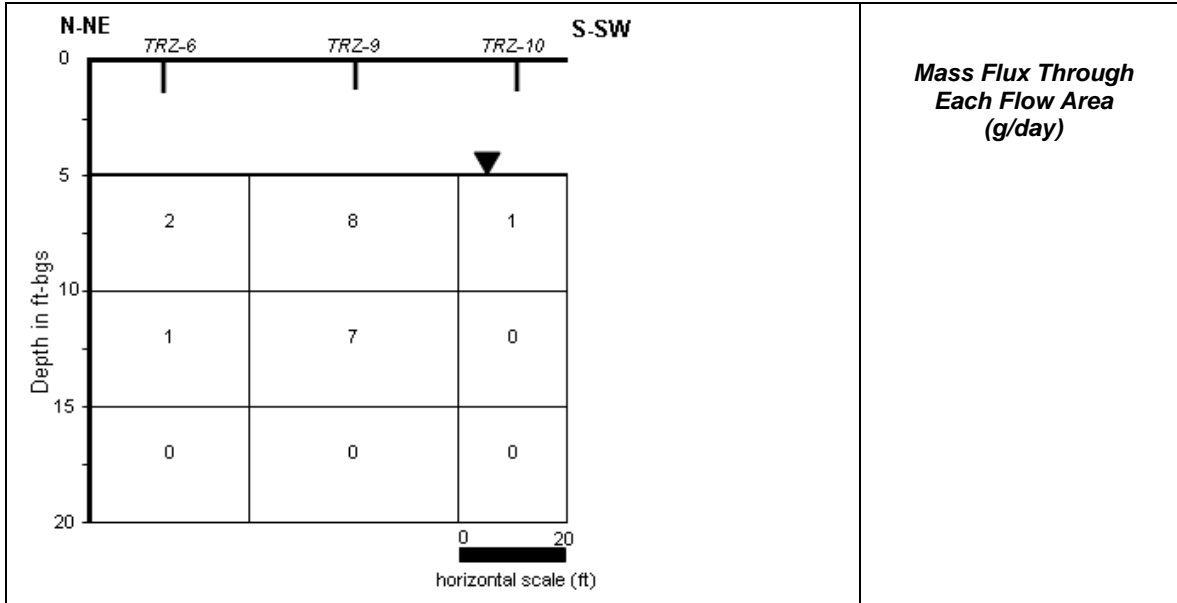 N-NE
S-SW
TRZ-6 TRZ-9 TRZ-10
0
5
2 8 1
10
1 7 0
15
0 0 0
20
Depth in ft-bgs
0 20
horizontal scale (ft)
Mass Flux Through
Each Flow Area
(g/day)